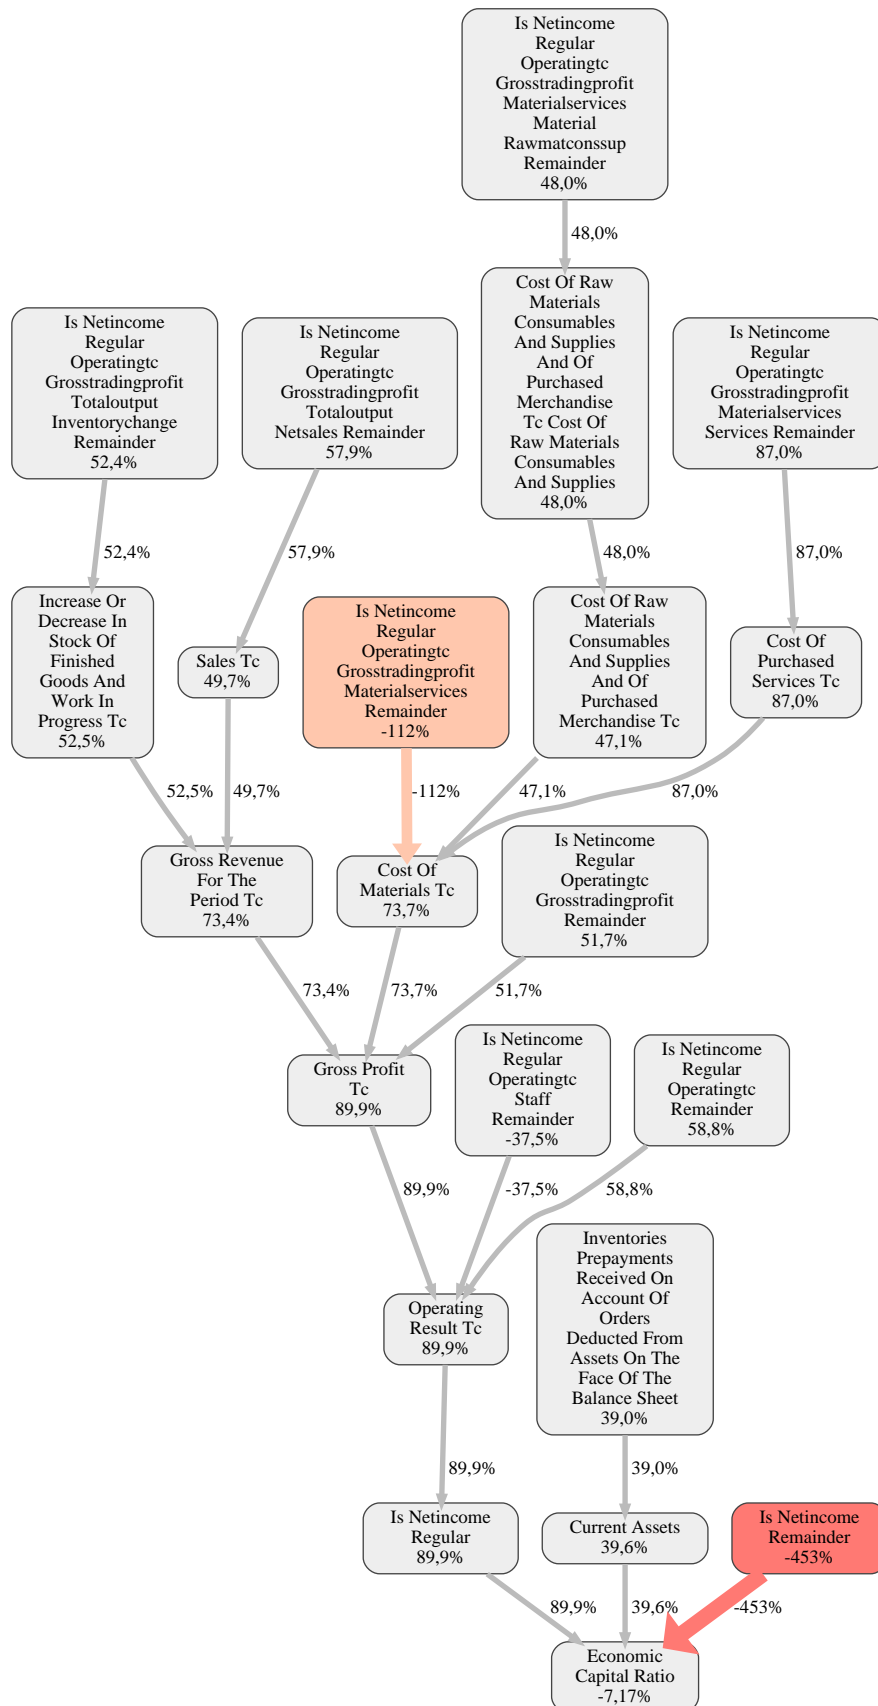 Is Netincome
Regular
Operatingtc
Grosstradingprofit
Materialservices
Material
Rawmatconssup
Remainder
48,0%
48,0%
Is Netincome
Regular
Operatingtc
Grosstradingprofit
Totaloutput
Inventorychange
Remainder
52,4%
Is Netincome
Regular
Operatingtc
Grosstradingprofit
Totaloutput
Netsales Remainder
57,9%
Cost Of Raw
Materials
Consumables
And Supplies
And Of
Purchased
Merchandise
Tc Cost Of
Raw Materials
Consumables
And Supplies
48,0%
Is Netincome
Regular
Operatingtc
Grosstradingprofit
Materialservices
Services Remainder
87,0%
52,4%
57,9%
48,0%
87,0%
Increase Or
Decrease In
Stock Of
Finished
Goods And
Work In
Progress Tc
52,5%
Sales Tc
49,7%
Is Netincome
Regular
Operatingtc
Grosstradingprofit
Materialservices
Remainder
-112%
Cost Of Raw
Materials
Consumables
And Supplies
And Of
Purchased
Merchandise Tc
47,1%
Cost Of
Purchased
Services Tc
87,0%
52,5%
49,7%
-112%
47,1%
87,0%
Gross Revenue
For The
Period Tc
73,4%
Cost Of
Materials Tc
73,7%
Is Netincome
Regular
Operatingtc
Grosstradingprofit
Remainder
51,7%
73,4%
73,7%
51,7%
Gross Profit
Tc
89,9%
Is Netincome
Regular
Operatingtc
Staff
Remainder
-37,5%
Is Netincome
Regular
Operatingtc
Remainder
58,8%
89,9%
-37,5%
58,8%
Operating
Result Tc
89,9%
Inventories
Prepayments
Received On
Account Of
Orders
Deducted From
Assets On The
Face Of The
Balance Sheet
39,0%
89,9%
39,0%
Is Netincome
Regular
89,9%
Current Assets
39,6%
Is Netincome
Remainder
-453%
89,9%
39,6%
-453%
Economic
Capital Ratio
-7,17%